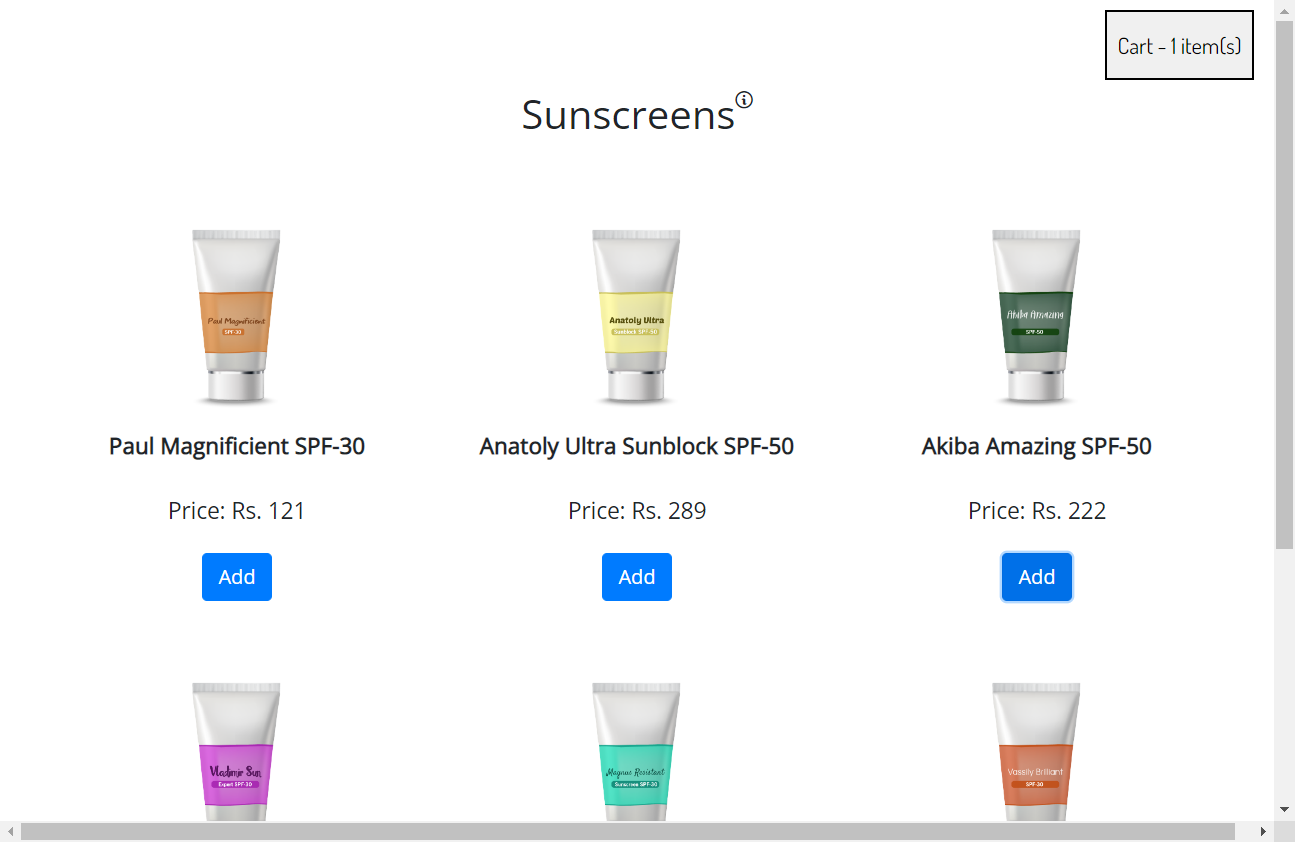 Cart - 1 item(s)
Sunscreens
Paul Magnificient
SPF-30
Anatoly Ultra
Sunblock SPF-50
Akiba Amazing
SPF-50
Paul Magnificient SPF-30
Anatoly Ultra Sunblock SPF-50
Akiba Amazing SPF-50
Price: Rs. 121
Price: Rs. 289
Price: Rs. 222
Add
Add
Add
Vladimir Sun
Expert SPF-30
Magnus Resistant
Sunscreen SPF-30
Vassily Brilliant
SPF-30